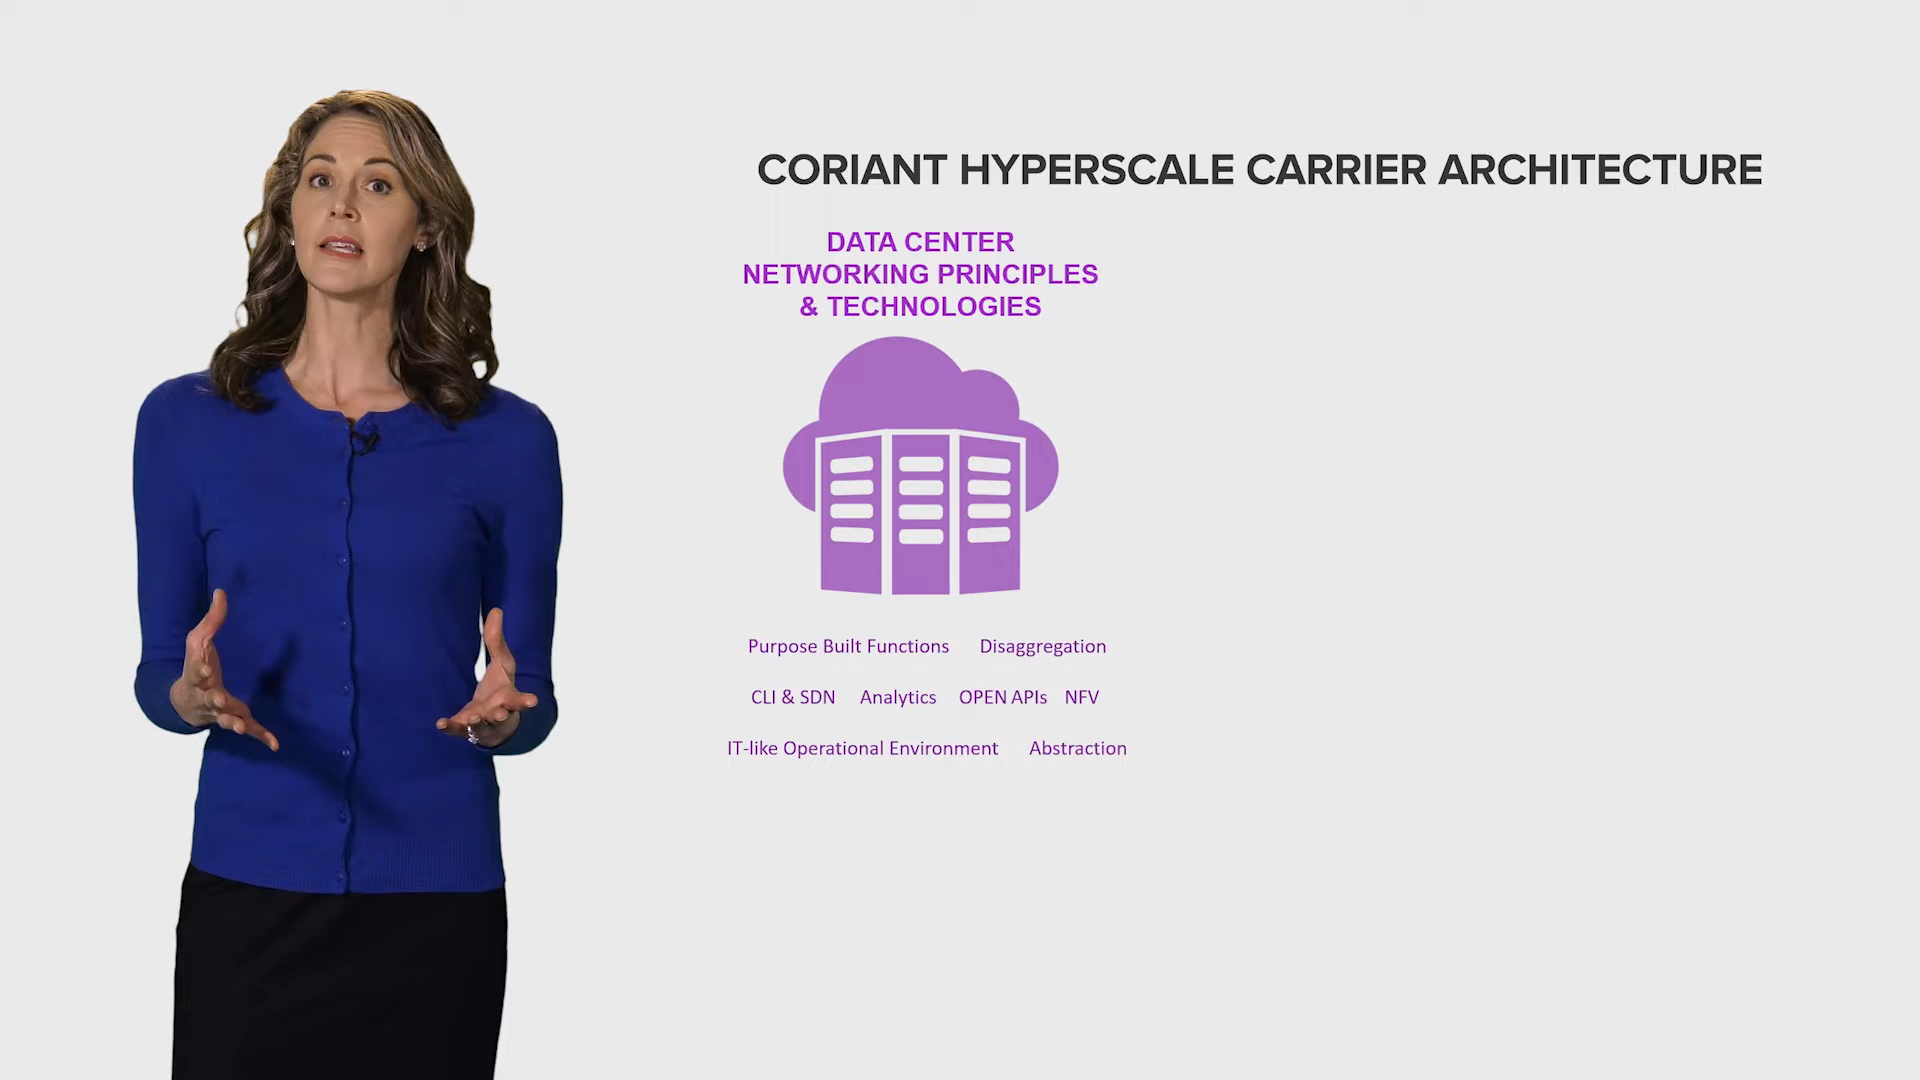 CORIANT HYPERSCALE CARRIER ARCHITECTURE
DATA CENTER
NETWORKING PRINCIPLES
& TECHNOLOGIES
Purpose Built Functions Disaggregation
CLI & SDN Analytics OPEN APIs NFV
IT-like Operational Environment Abstraction